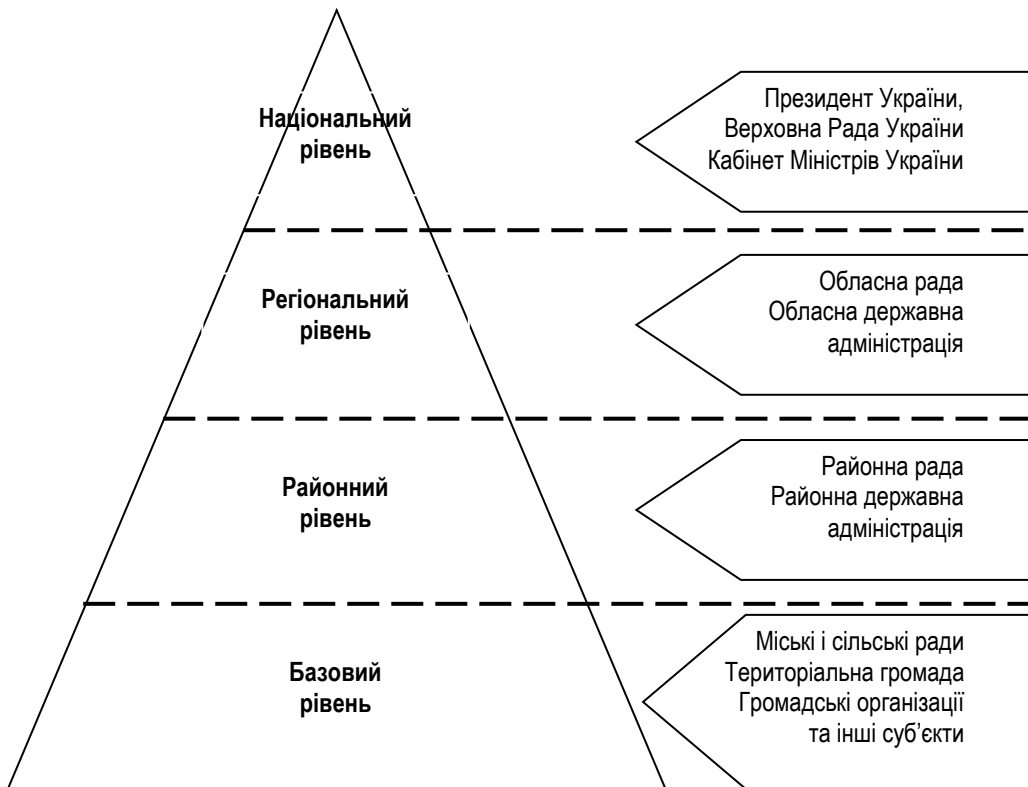 Національний
рівень
Президент України,
Верховна Рада України
Кабінет Міністрів України
Регіональний
рівень
Обласна рада
Обласна державна
адміністрація
Районний
рівень
Районна рада
Районна державна
адміністрація
Базовий
рівень
Міські і сільські ради
Територіальна громада
Громадські організації
та інші суб’єкти